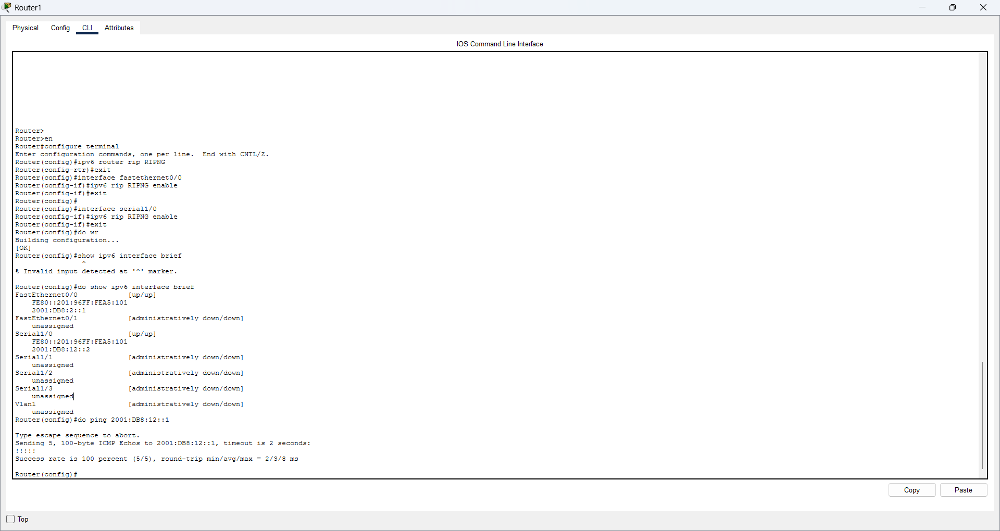 Router1
Physical Config CLI Attributes
IOS Command Line Interface
Router>
Router>en
Router#configure terminal
Enter configuration commands, one per line.  End with CNTL/Z.
Router(config)#ipv6 router rip RIPNG
Router(config-rtr)#exit
Router(config)#interface fastethernet0/0
Router(config-if)#ipv6 rip RIPNG enable
Router(config-if)#exit
Router(config)#
Router(config)#interface serial1/0
Router(config-if)#ipv6 rip RIPNG enable
Router(config-if)#exit
Router(config)#do wr
Building configuration...
[OK]
Router(config)#show ipv6 interface brief
^
% Invalid input detected at '^' marker.
Router(config)#do show ipv6 interface brief
FastEthernet0/0            [up/up]
    FE80::201:96FF:FEA5:101
    2001:DB8:2::1
FastEthernet0/1            [administratively down/down]
    unassigned
Serial1/0                  [up/up]
    FE80::201:96FF:FEA5:101
    2001:DB8:12::2
Serial1/1                  [administratively down/down]
    unassigned
Serial1/2                  [administratively down/down]
    unassigned
Serial1/3                  [administratively down/down]
    unassigned
Vlan1                      [administratively down/down]
    unassigned
Router(config)#do ping 2001:DB8:12::1
Type escape sequence to abort.
Sending 5, 100-byte ICMP Echos to 2001:DB8:12::1, timeout is 2 seconds:
!!!!!
Success rate is 100 percent (5/5), round-trip min/avg/max = 2/3/8 ms
Router(config)#
Copy Paste
Top